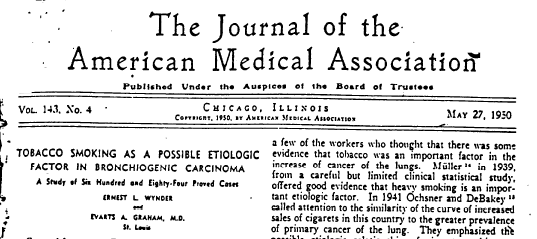 The Journal of the
American Medical Association
Published Under the Auspices of the Board of Trustees
VOL. 143, No. 4
CHICAGO, ILLINOIS
COPYRIGHT, 1950, BY AMERICAN MEDICAL ASSOCIATION
MAY 27, 1950
TOBACCO SMOKING AS A POSSIBLE ETIOLOGIC
FACTOR IN BRONCHIOGENIC CARCINOMA
A Study of Six Hundred and Eighty-Four Proved Cases
ERNEST L. WYNDER
and
EVARTS A. GRAHAM, M.D.
St. Louis
a few of the workers who thought that there was some
evidence that tobacco was an important factor in the
increase of cancer of the lungs. Müller in 1939,
from a careful but limited clinical statistical study,
offered good evidence that heavy smoking is an impor-
tant etiologic factor. In 1941 Ochsner and DeBakey
called attention to the similarity of the curve of increased
sales of cigarets in this country to the greater prevalence
of primary cancer of the lung. They emphasized the